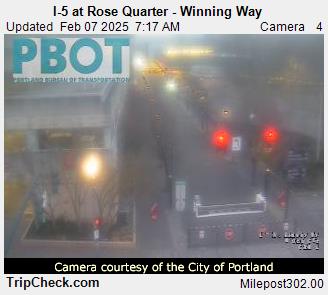 I-5 at Rose Quarter - Winning Way
Updated Feb 07 2025 7:17 AM Camera 4
PBOT
PORTLAND BUREAU OF TRANSPORTATION
Camera courtesy of the City of Portland
TripCheck.com Milepost302.00